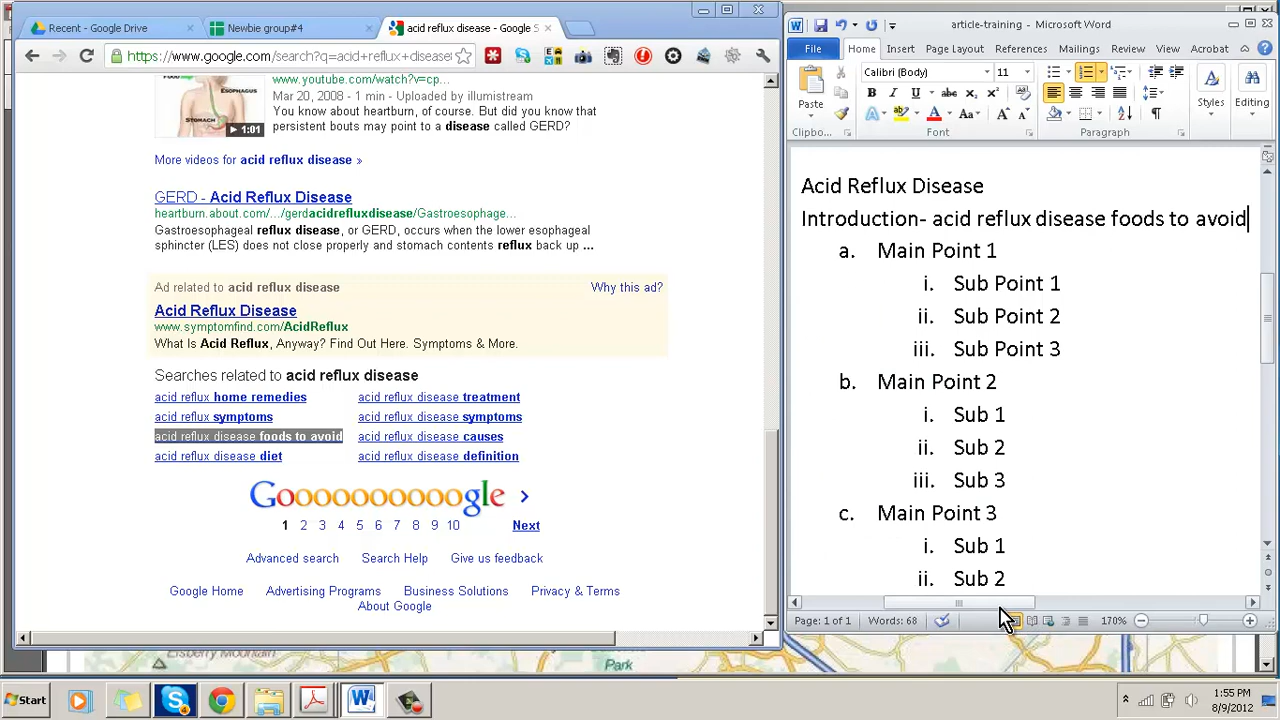 Recent - Google Drive
Newbie group#4
acid reflux disease - Google S
https://www.google.com/search?q=acid+reflux+disease
FOOD
ESOPHAGUS
STOMACH
1:01
www.youtube.com/watch?v=cp...
Mar 20, 2008 - 1 min - Uploaded by illumistream
You know about heartburn, of course. But did you know that
persistent bouts may point to a disease called GERD?
More videos for acid reflux disease »
GERD - Acid Reflux Disease
heartburn.about.com/.../gerdacidrefluxdisease/Gastroesophage...
Gastroesophageal reflux disease, or GERD, occurs when the lower esophageal
sphincter (LES) does not close properly and stomach contents reflux back up ...
Ad related to acid reflux disease
Why this ad?
Acid Reflux Disease
www.symptomfind.com/AcidReflux
What Is Acid Reflux, Anyway? Find Out Here. Symptoms & More.
Searches related to acid reflux disease
acid reflux home remedies
acid reflux disease treatment
acid reflux symptoms
acid reflux disease symptoms
acid reflux disease foods to avoid
acid reflux disease causes
acid reflux disease diet
acid reflux disease definition
Goooooooooogle
1 2 3 4 5 6 7 8 9 10 Next
Advanced search Search Help Give us feedback
Google Home Advertising Programs Business Solutions Privacy & Terms
About Google
article-training - Microsoft Word
File Home Insert Page Layout References Mailings Review View Acrobat
Calibri (Body) 11
Paste
Styles
Editing
Clipbo... Font Paragraph
Acid Reflux Disease
Introduction- acid reflux disease foods to avoid
a. Main Point 1
i. Sub Point 1
ii. Sub Point 2
iii. Sub Point 3
b. Main Point 2
i. Sub 1
ii. Sub 2
iii. Sub 3
c. Main Point 3
i. Sub 1
ii. Sub 2
Page: 1 of 1 Words: 68 170%
Park
Start
1:55 PM
8/9/2012